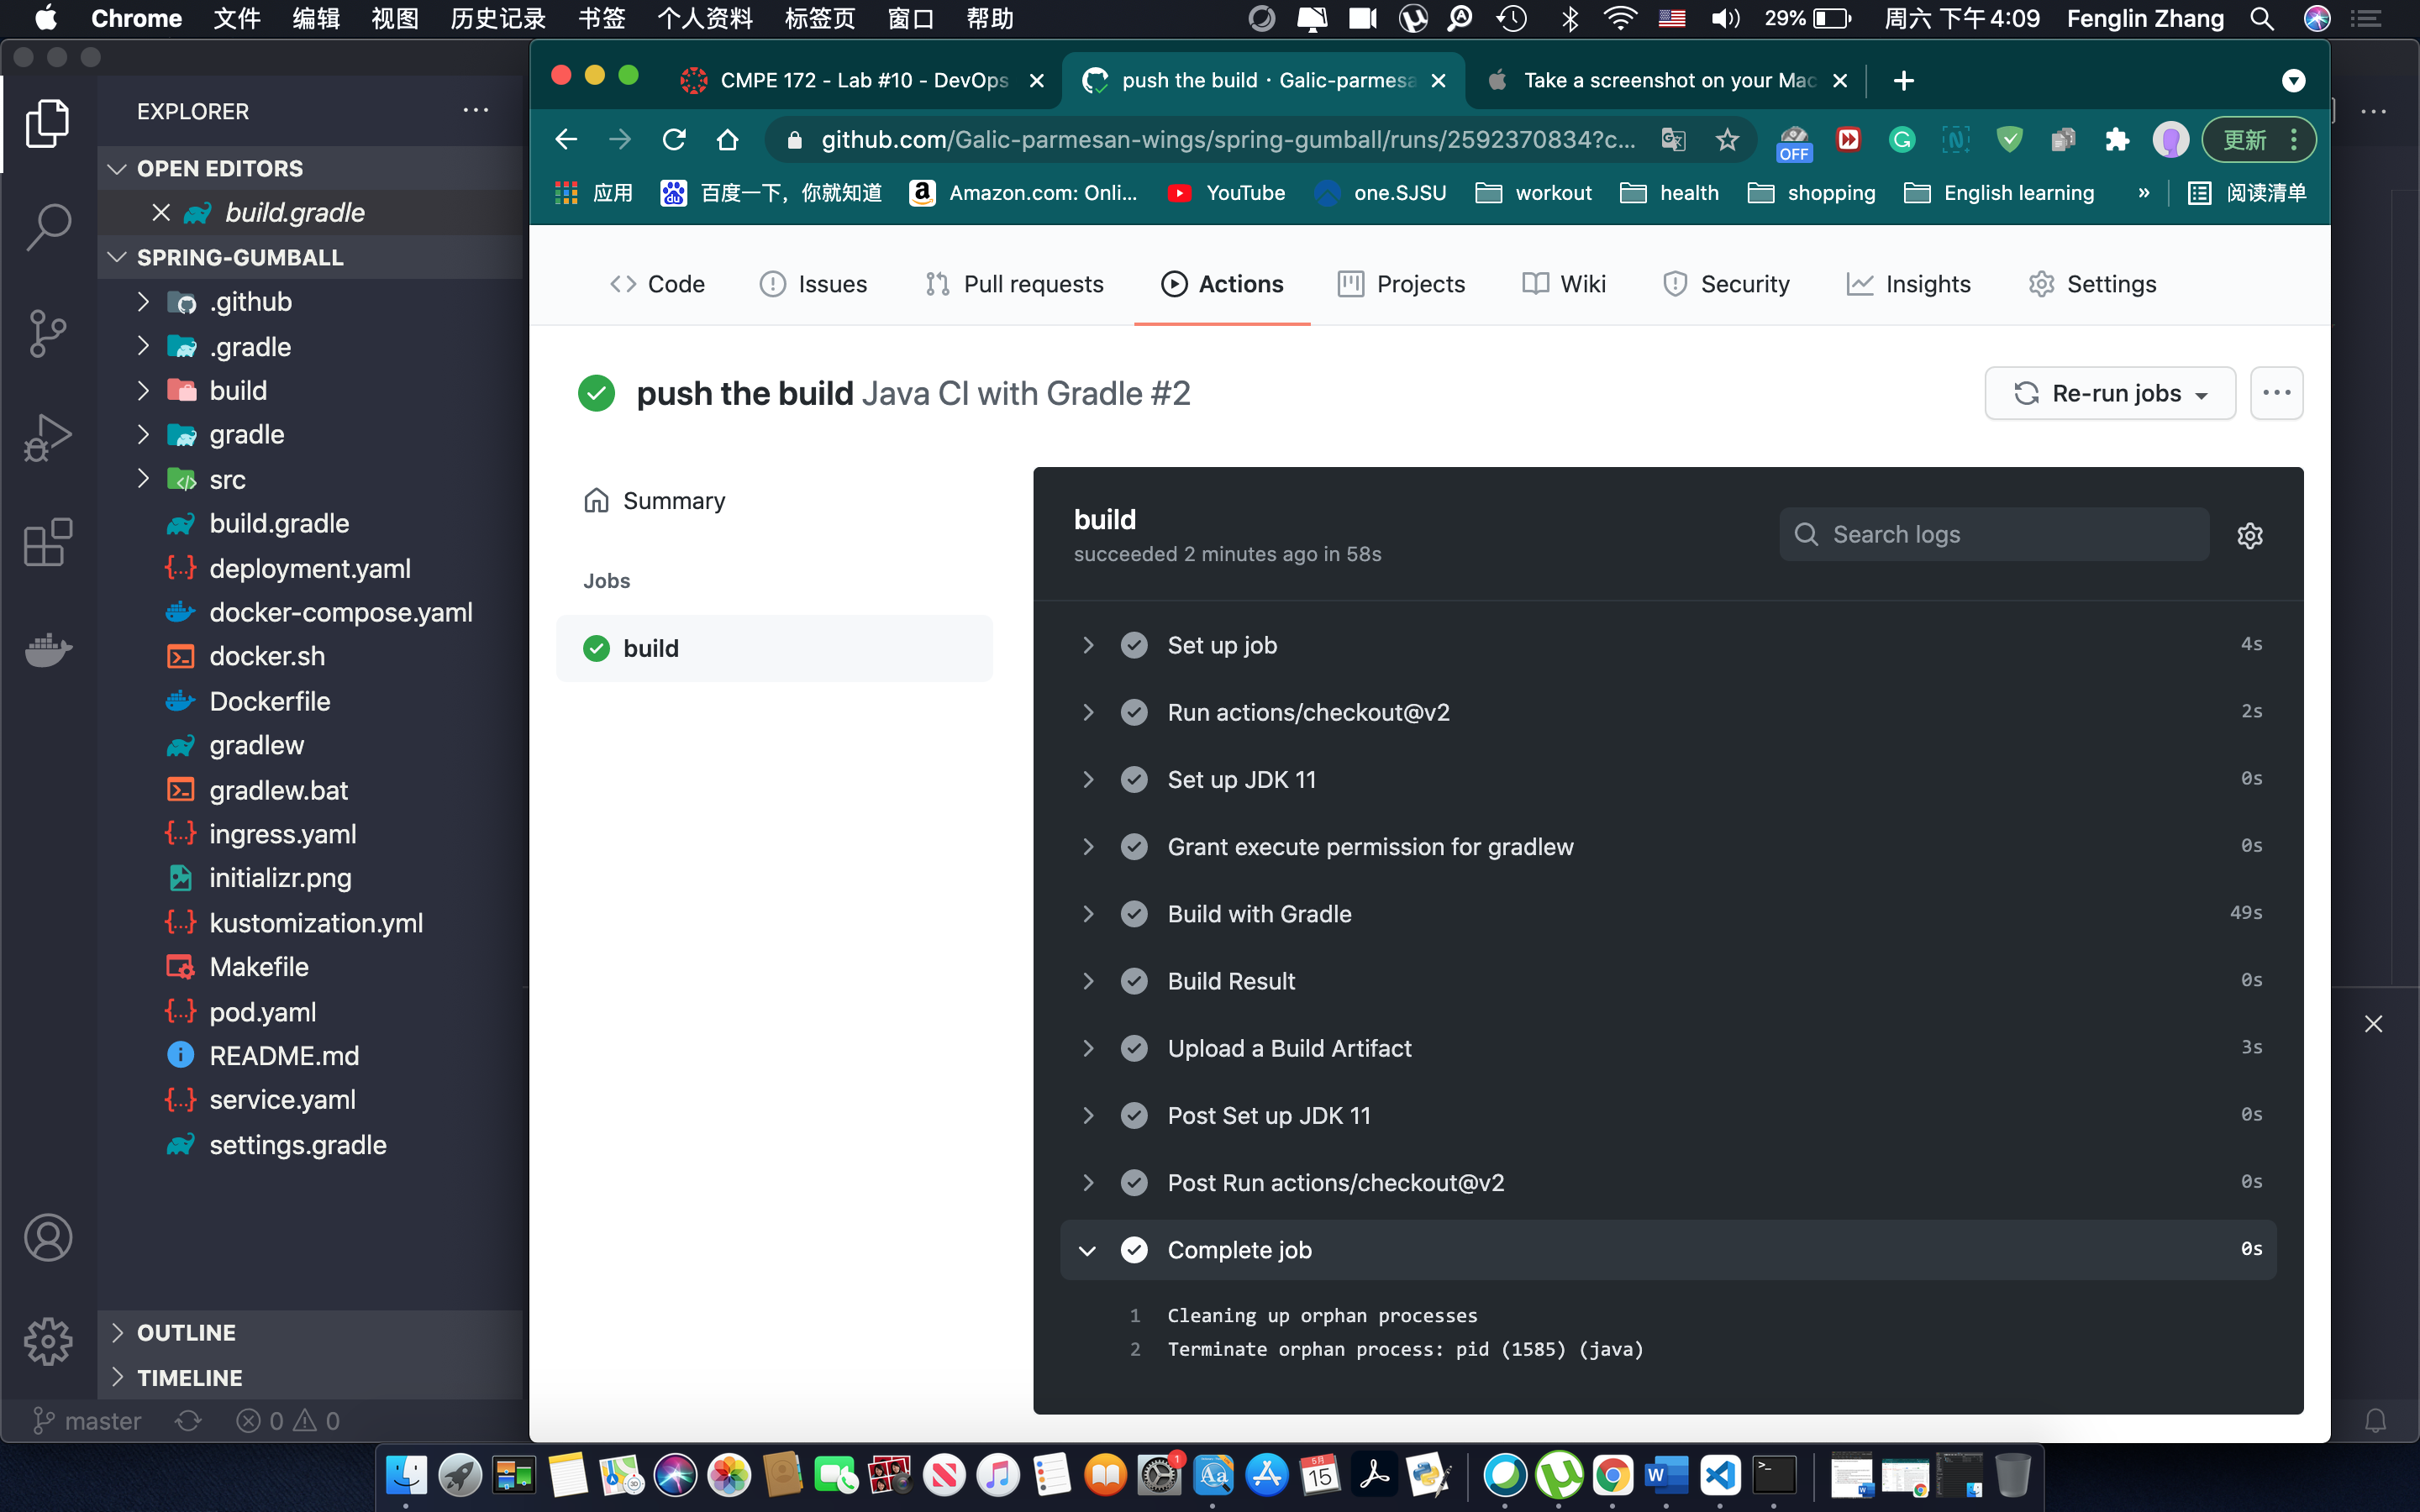 Chrome 文件 编辑 视图 历史记录 书签 个人资料 标签页 窗口 帮助 29% 周六 下午4:09 Fenglin Zhang
CMPE 172 - Lab #10 - DevOps
push the build · Galic-parmesa
Take a screenshot on your Mac
github.com/Galic-parmesan-wings/spring-gumball/runs/2592370834?c...
OFF
更新
应用 百度一下，你就知道 Amazon.com: Onli... YouTube one.SJSU workout health shopping English learning » 阅读清单
EXPLORER
OPEN EDITORS
build.gradle
SPRING-GUMBALL
.github
.gradle
build
gradle
src
build.gradle
deployment.yaml
docker-compose.yaml
docker.sh
Dockerfile
gradlew
gradlew.bat
ingress.yaml
initializr.png
kustomization.yml
Makefile
pod.yaml
README.md
service.yaml
settings.gradle
OUTLINE
TIMELINE
master 0 0
Code Issues Pull requests Actions Projects Wiki Security Insights Settings
push the build Java CI with Gradle #2
Re-run jobs
Summary
Jobs
build
build
succeeded 2 minutes ago in 58s
Search logs
Set up job 4s
Run actions/checkout@v2 2s
Set up JDK 11 0s
Grant execute permission for gradlew 0s
Build with Gradle 49s
Build Result 0s
Upload a Build Artifact 3s
Post Set up JDK 11 0s
Post Run actions/checkout@v2 0s
Complete job 0s
1 Cleaning up orphan processes
2 Terminate orphan process: pid (1585) (java)
1
5月
15